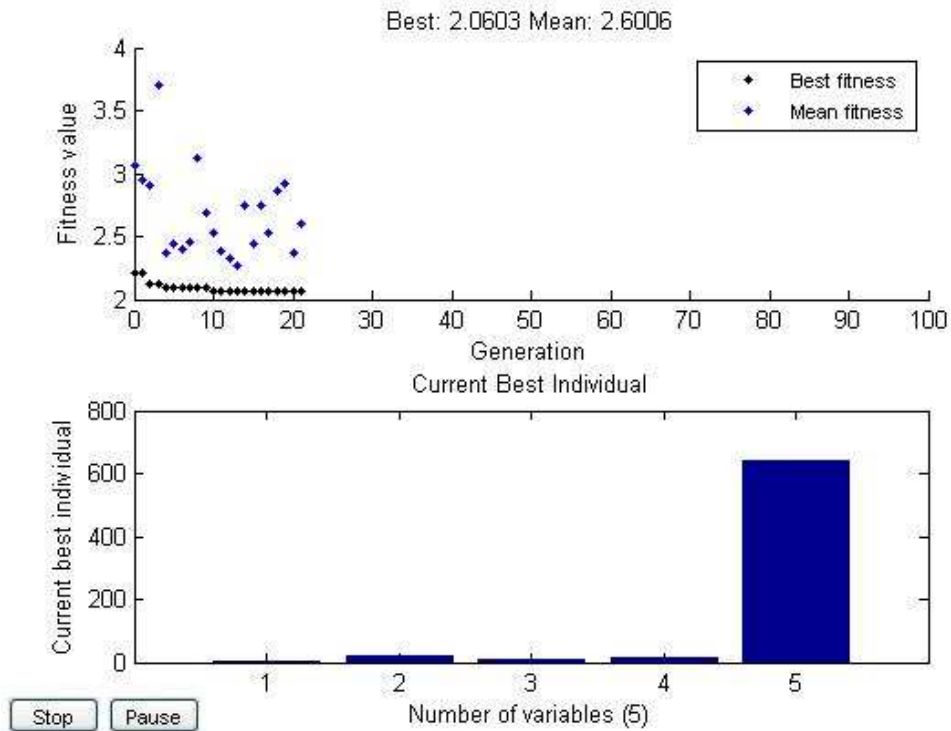 Best: 2.0603 Mean: 2.6006
4
3.5
3
2.5
2
Fitness value
Best fitness
Mean fitness
0 10 20 30 40 50 60 70 80 90 100
Generation
Current Best Individual
800
600
400
200
0
Current best individual
1 2 3 4 5
Number of variables (5)
Stop Pause